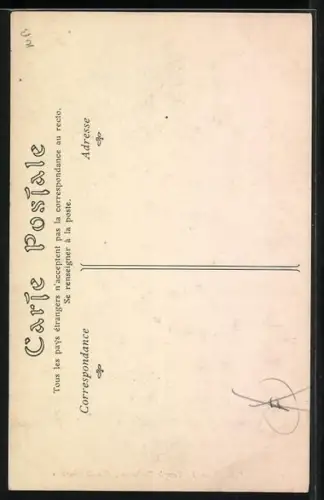 Carte Postale
Tous les pays étrangers n'acceptent pas la correspondance au recto.
Se renseigner à la poste.
Correspondance
Adresse